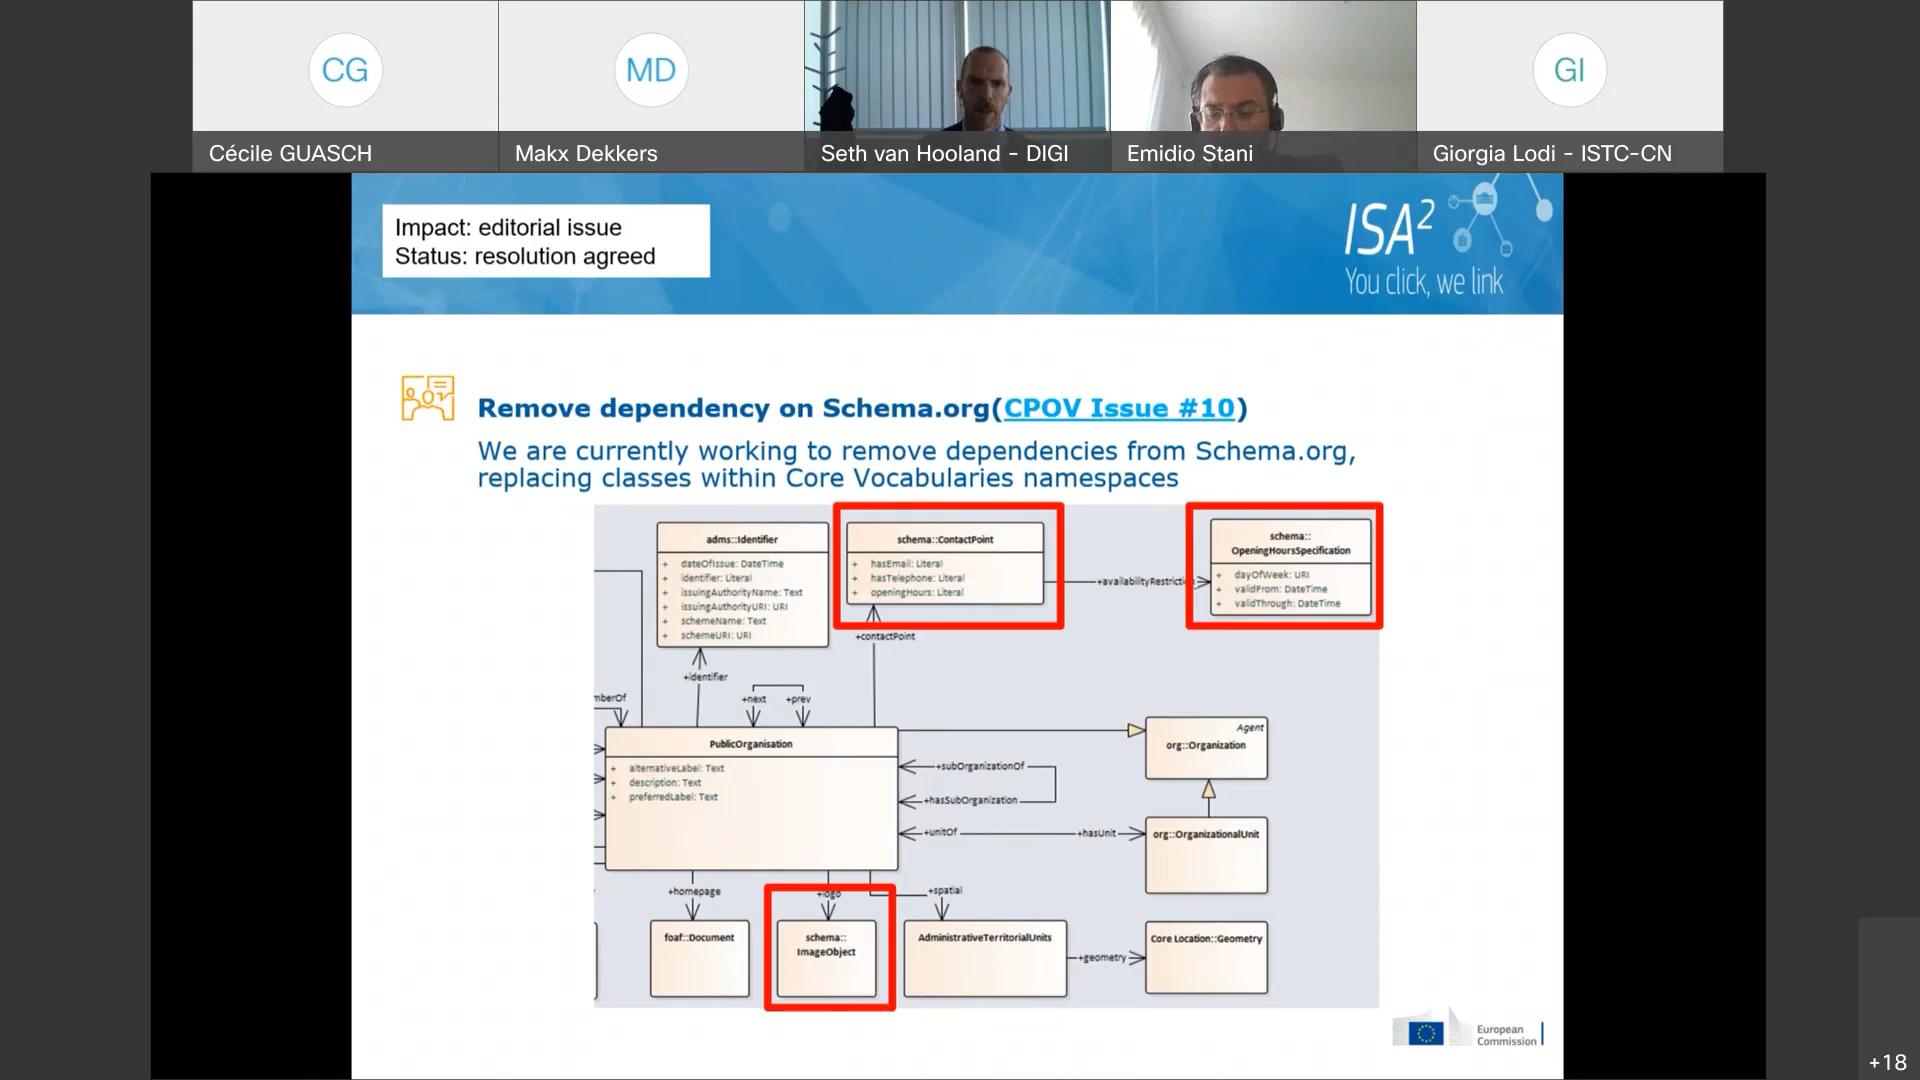 CG
MD
GI
Cécile GUASCH
Makx Dekkers
Seth van Hooland - DIGI
Emidio Stani
Giorgia Lodi - ISTC-CN
Impact: editorial issue
Status: resolution agreed
ISA²
You click, we link
Remove dependency on Schema.org(CPOV Issue #10)
We are currently working to remove dependencies from Schema.org,
replacing classes within Core Vocabularies namespaces
adms::Identifier
+ dateOfIssue: DateTime
+ identifier: Literal
+ issuingAuthorityName: Text
+ issuingAuthorityURI: URI
+ schemeName: Text
+ schemeURI: URI
schema::ContactPoint
+ hasEmail: Literal
+ hasTelephone: Literal
+ openingHours: Literal
+availabilityRestricti
schema::
OpeningHoursSpecification
+ dayOfWeek: URI
+ validFrom: DateTime
+ validThrough: DateTime
+contactPoint
+identifier
mberOf
+next +prev
PublicOrganisation
+ alternativeLabel: Text
+ description: Text
+ preferredLabel: Text
Agent
org::Organization
+subOrganizationOf
+hasSubOrganization
+unitOf
+hasUnit
org::OrganizationalUnit
+homepage
+logo
+spatial
foaf::Document
schema::
ImageObject
AdministrativeTerritorialUnits
+geometry
Core Location::Geometry
European
Commission
+18